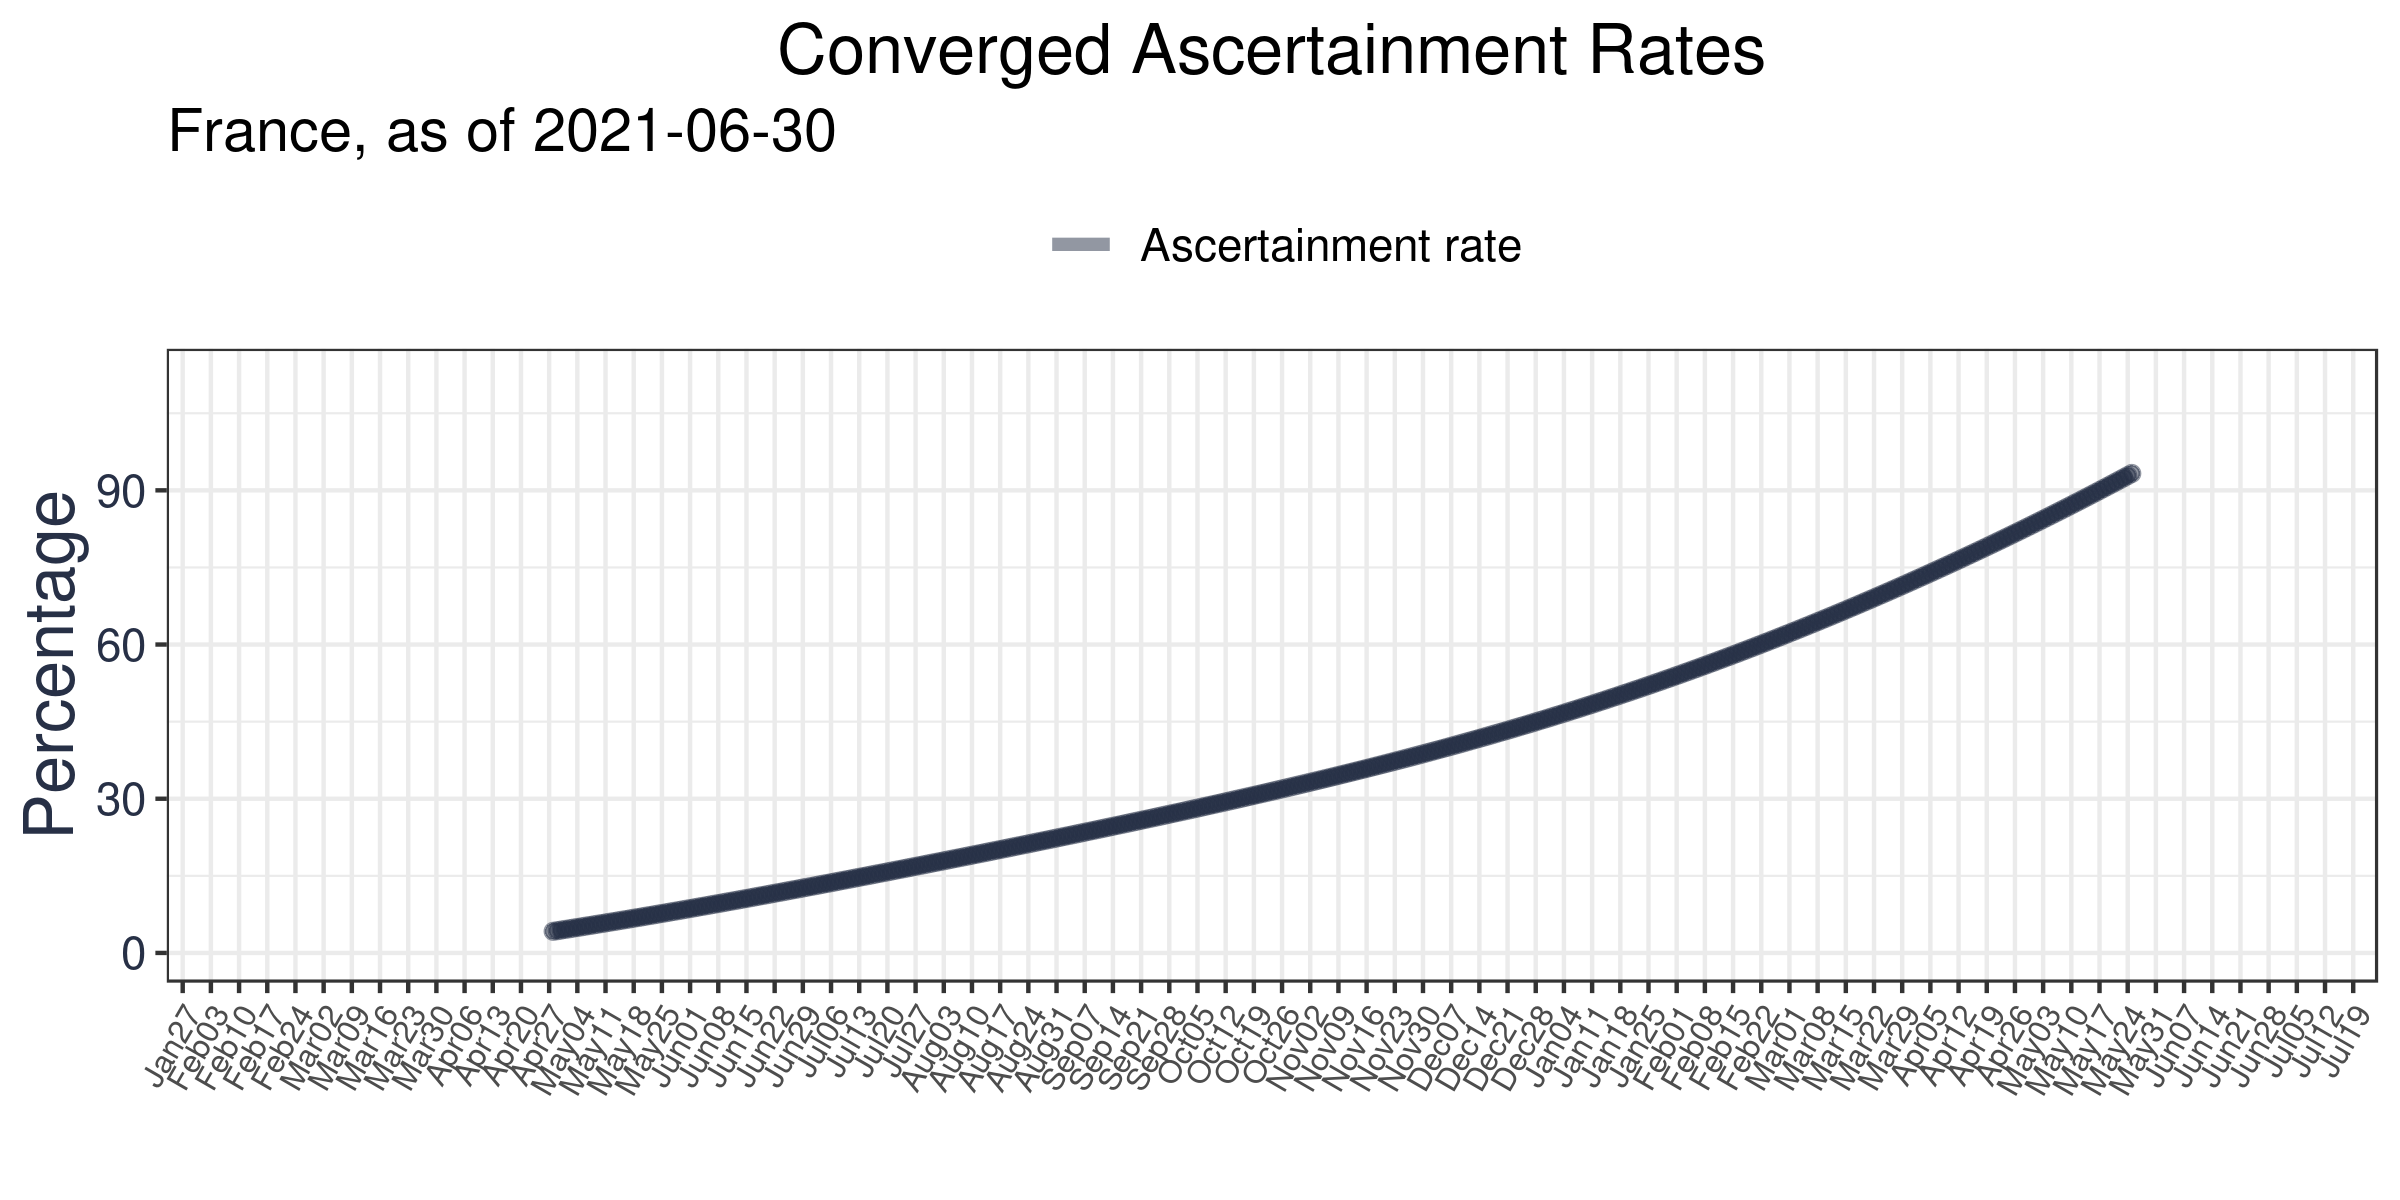 Converged Ascertainment Rates
France, as of 2021-06-30
Ascertainment rate
Percentage
90
60
30
0
Jan27
Feb03
Feb10
Feb17
Feb24
Mar02
Mar09
Mar16
Mar23
Mar30
Apr06
Apr13
Apr20
Apr27
May04
May11
May18
May25
Jun01
Jun08
Jun15
Jun22
Jun29
Jul06
Jul13
Jul20
Jul27
Aug03
Aug10
Aug17
Aug24
Aug31
Sep07
Sep14
Sep21
Sep28
Oct05
Oct12
Oct19
Oct26
Nov02
Nov09
Nov16
Nov23
Nov30
Dec07
Dec14
Dec21
Dec28
Jan04
Jan11
Jan18
Jan25
Feb01
Feb08
Feb15
Feb22
Mar01
Mar08
Mar15
Mar22
Mar29
Apr05
Apr12
Apr19
Apr26
May03
May10
May17
May24
May31
Jun07
Jun14
Jun21
Jun28
Jul05
Jul12
Jul19